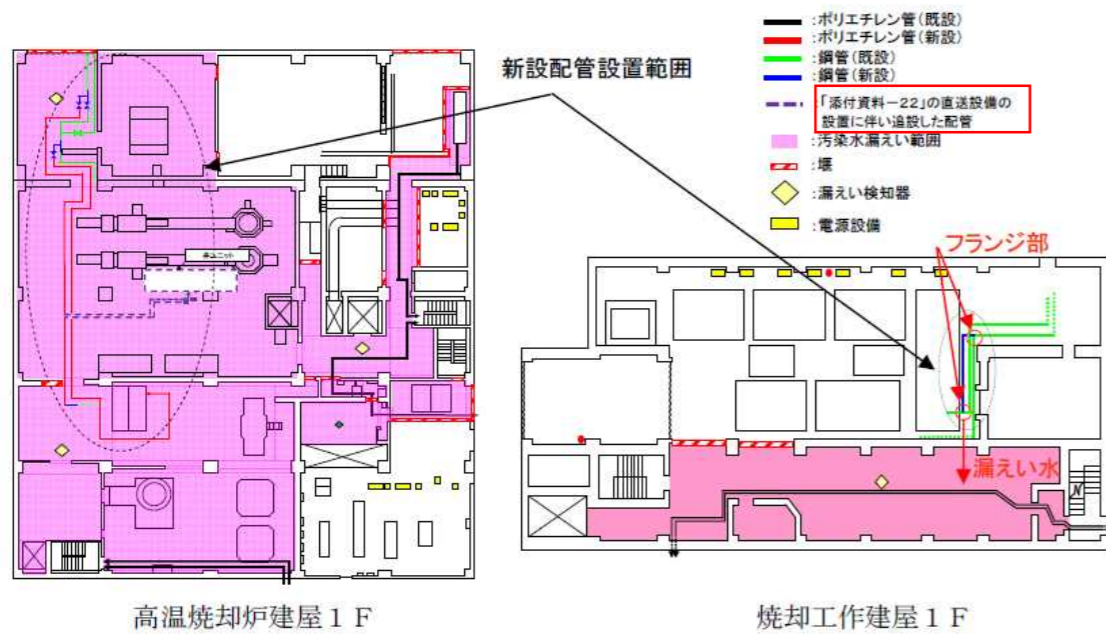 新設配管設置範囲
:ポリエチレン管(既設)
:ポリエチレン管(新設)
:鋼管(既設)
:鋼管(新設)
:「添付資料−22」の直送設備の
設置に伴い追設した配管
:汚染水漏えい範囲
:堰
:漏えい検知器
:電源設備
フランジ部
漏えい水
高温焼却炉建屋1F
焼却工作建屋1F